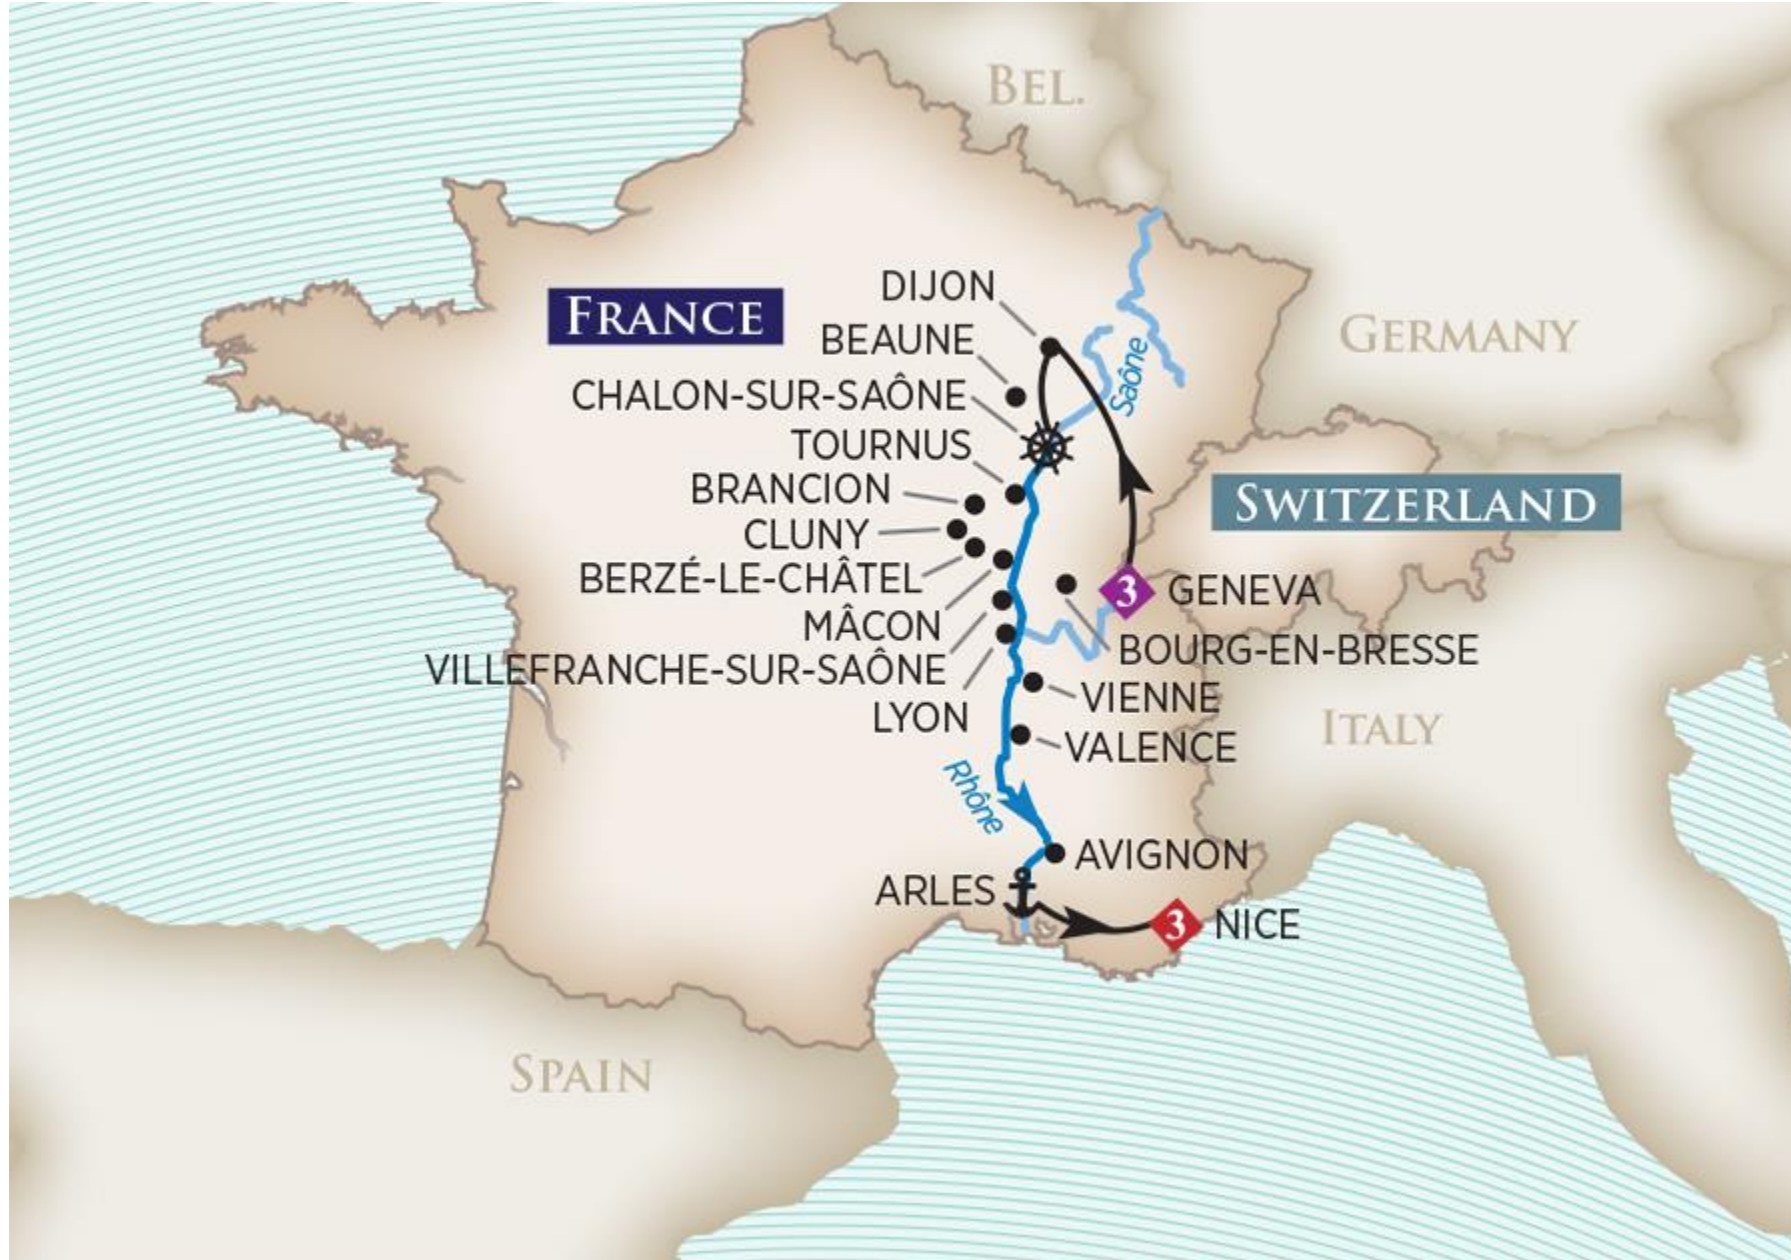 BEL.
DIJON
FRANCE
BEAUNE
GERMANY
Saône
CHALON-SUR-SAÔNE
TOURNUS
BRANCION
SWITZERLAND
CLUNY
BERZÉ-LE-CHÂTEL
3 GENEVA
MÂCON
BOURG-EN-BRESSE
VILLEFRANCHE-SUR-SAÔNE
VIENNE
LYON
ITALY
VALENCE
Rhône
AVIGNON
ARLES
3 NICE
SPAIN